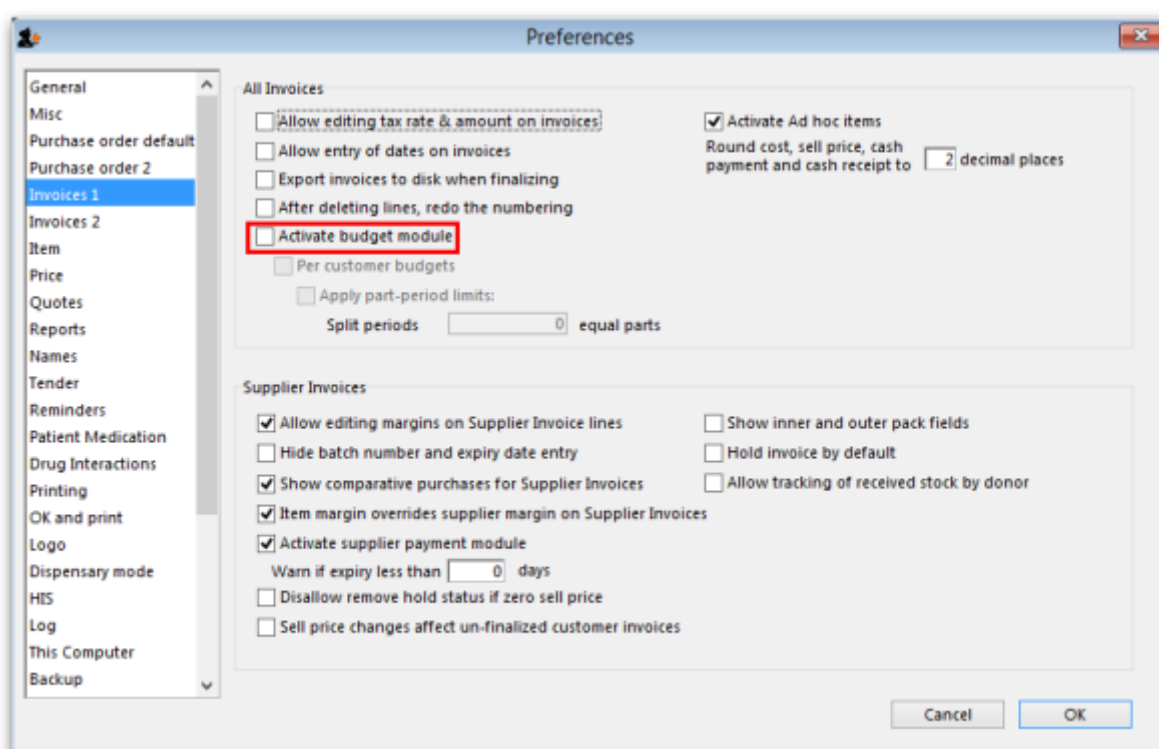 Preferences
General
Misc
Purchase order default
Purchase order 2
Invoices 1
Invoices 2
Item
Price
Quotes
Reports
Names
Tender
Reminders
Patient Medication
Drug Interactions
Printing
OK and print
Logo
Dispensary mode
HIS
Log
This Computer
Backup
All Invoices
Allow editing tax rate & amount on invoices
Allow entry of dates on invoices
Export invoices to disk when finalizing
After deleting lines, redo the numbering
Activate budget module
Per customer budgets
Apply part-period limits:
Split periods 0 equal parts
Activate Ad hoc items
Round cost, sell price, cash
payment and cash receipt to 2 decimal places
Supplier Invoices
Allow editing margins on Supplier Invoice lines
Hide batch number and expiry date entry
Show comparative purchases for Supplier Invoices
Item margin overrides supplier margin on Supplier Invoices
Activate supplier payment module
Warn if expiry less than 0 days
Disallow remove hold status if zero sell price
Sell price changes affect un-finalized customer invoices
Show inner and outer pack fields
Hold invoice by default
Allow tracking of received stock by donor
Cancel
OK